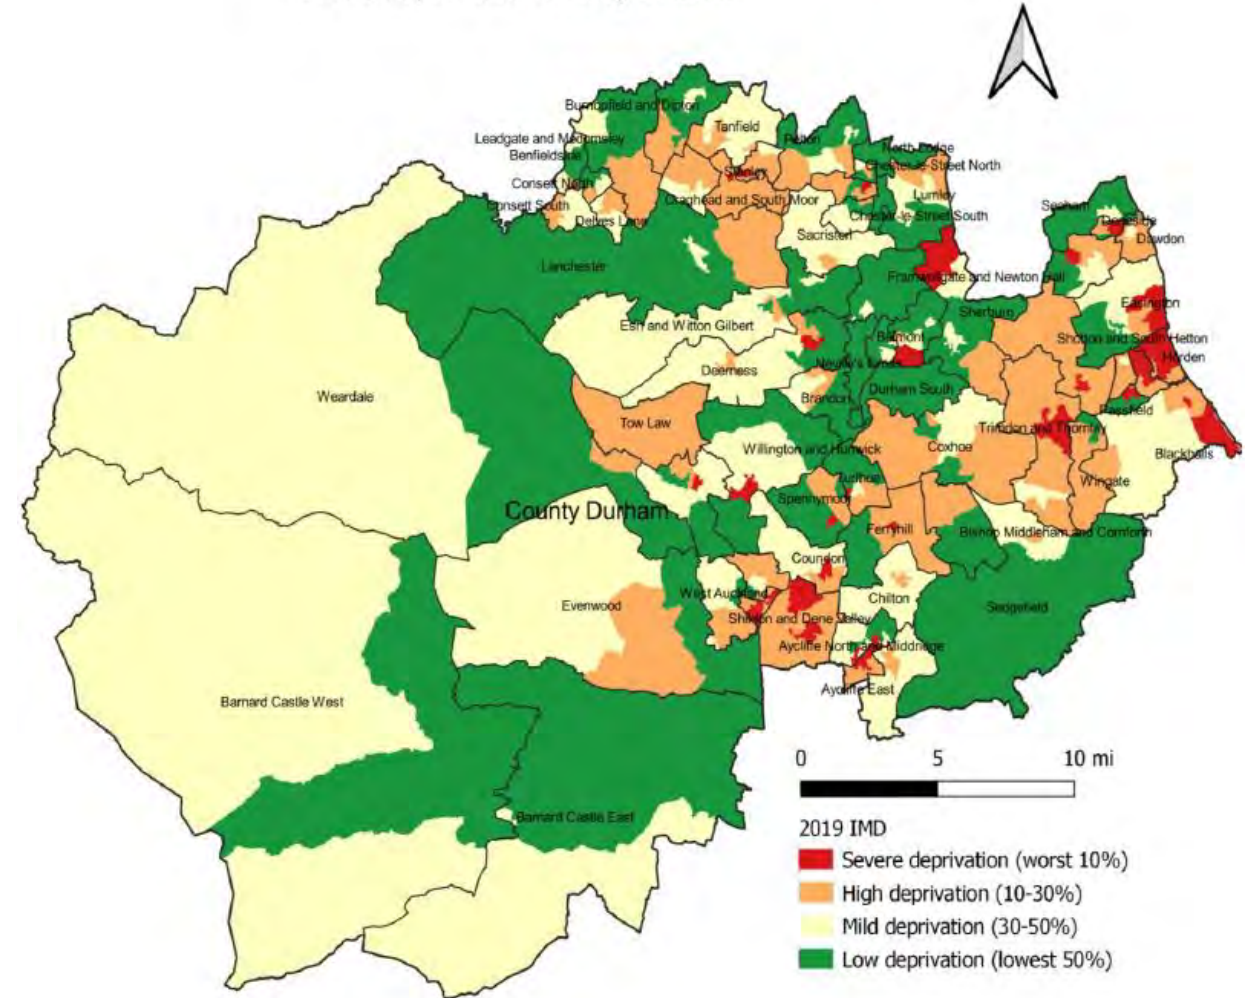 Burnopfield and Dipton
Tanfield
Leadgate and Medomsley
Pelton
Benfieldside
North Lodge
Chester-le-Street North
Stanley
Consett North
Lumley
Craghead and South Moor
Consett South
Chester-le-Street South
Seaham
Deneside
Delves Lane
Sacriston
Dawdon
Lanchester
Framwellgate and Newton Hall
Easington
Sherburn
Esh and Witton Gilbert
Belmont
Shotton and South Hetton
Horden
Neville's Cross
Deerness
Durham South
Weardale
Brandon
Passfield
Tow Law
Trimdon and Thornley
Willington and Hunwick
Coxhoe
Blackhalls
Tudhoe
Wingate
Spennymoor
County Durham
Ferryhill
Bishop Middleham and Cornforth
Coundon
West Auckland
Chilton
Evenwood
Sedgefield
Shildon and Dene Valley
Aycliffe North and Middridge
Aycliffe East
Barnard Castle West
0 5 10 mi
Barnard Castle East
2019 IMD
Severe deprivation (worst 10%)
High deprivation (10-30%)
Mild deprivation (30-50%)
Low deprivation (lowest 50%)